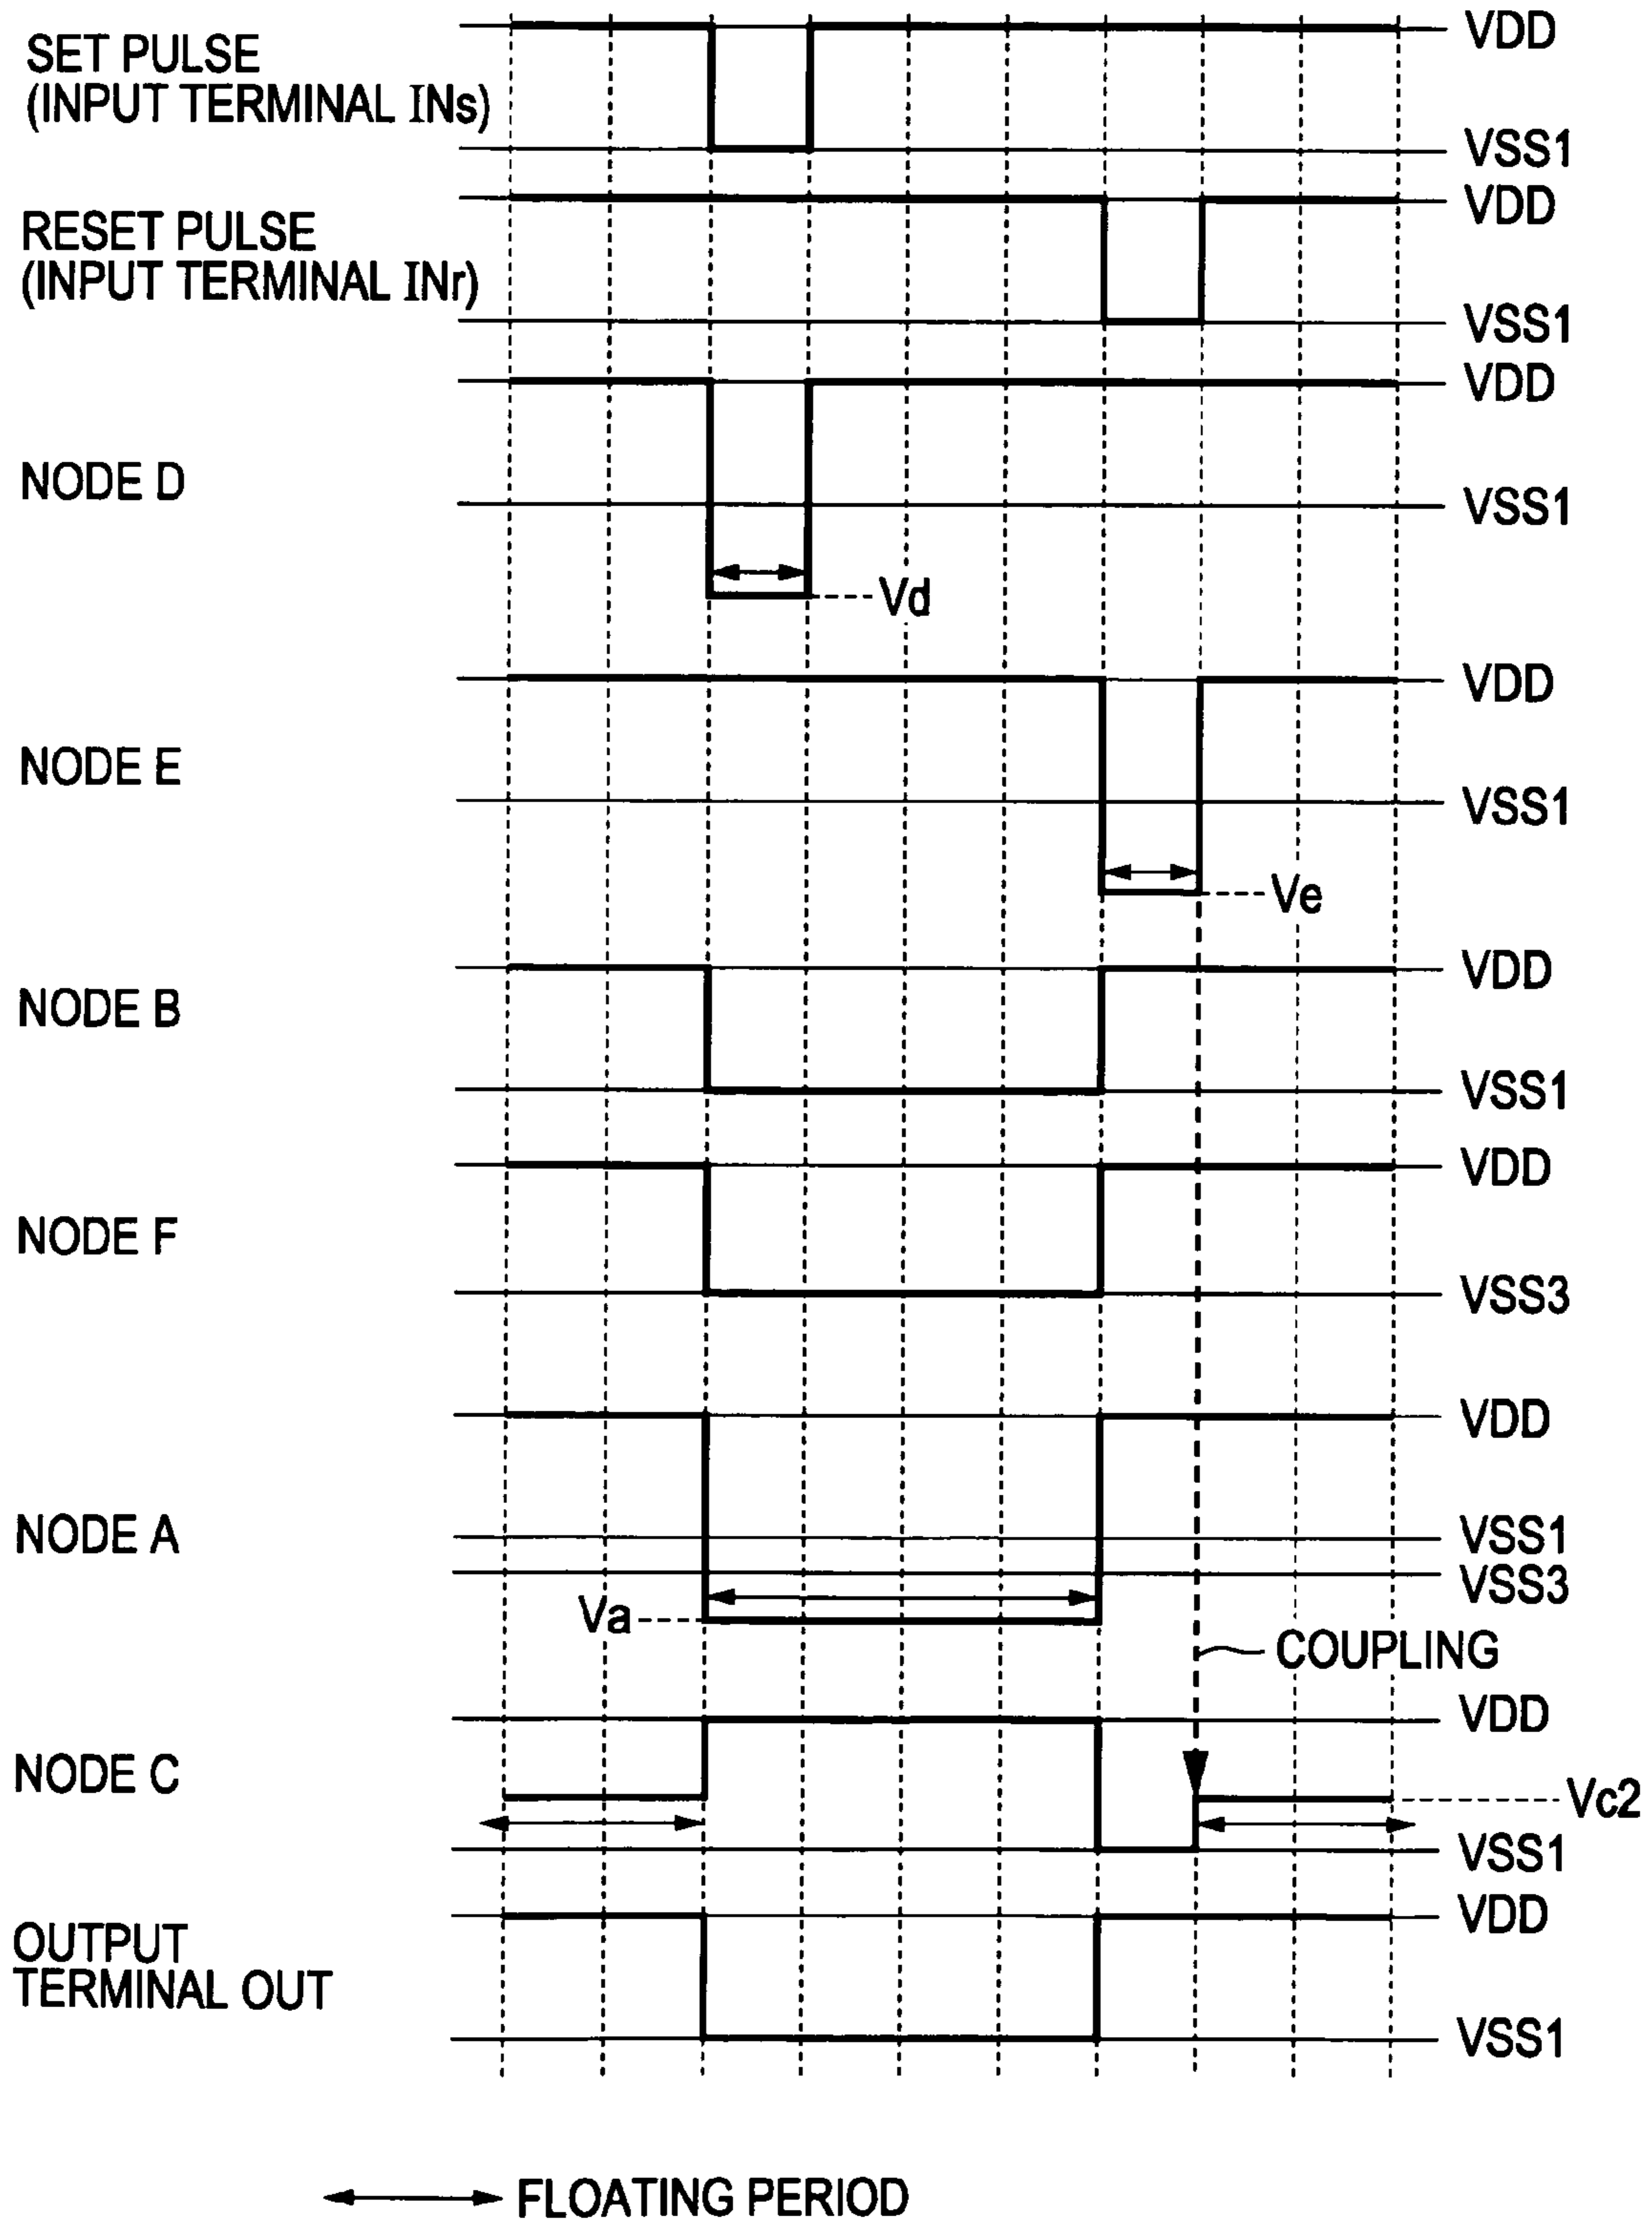 VDD
SET PULSE
(INPUT TERMINAL INs)
VSS1
VDD
RESET PULSE
(INPUT TERMINAL INr)
VSS1
VDD
NODE D
VSS1
Vd
VDD
NODE E
VSS1
Ve
VDD
NODE B
VSS1
VDD
NODE F
VSS3
VDD
NODE A
VSS1
VSS3
Va
COUPLING
VDD
NODE C
Vc2
VSS1
VDD
OUTPUT
TERMINAL OUT
VSS1
FLOATING PERIOD